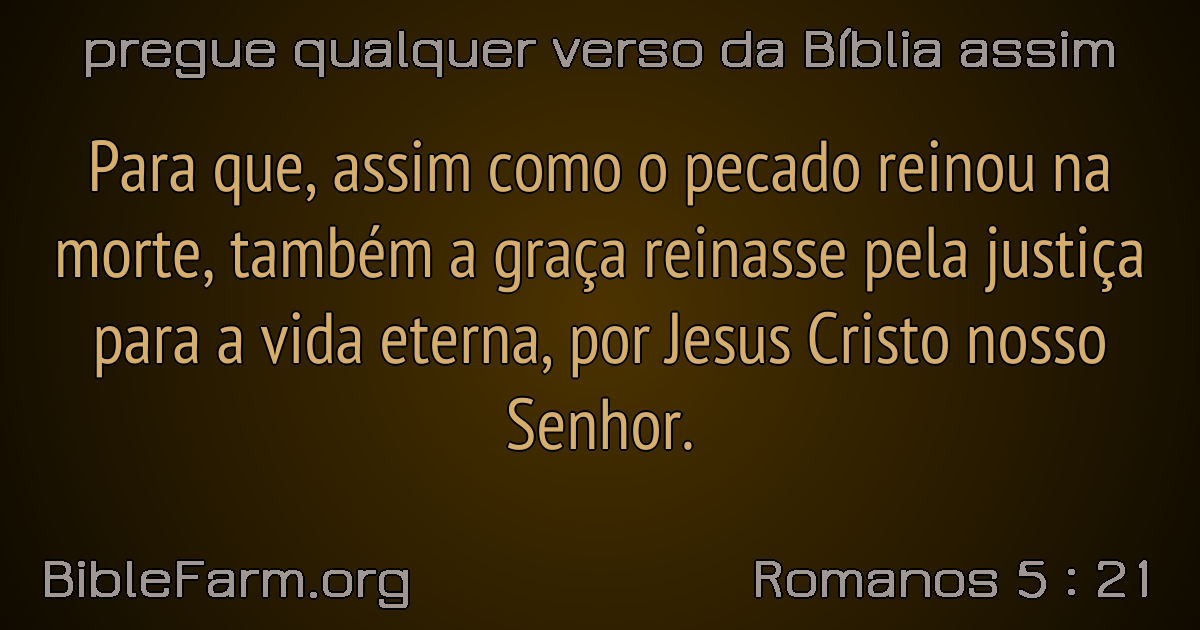 pregue qualquer verso da Bíblia assim
Para que, assim como o pecado reinou na
morte, também a graça reinasse pela justiça
para a vida eterna, por Jesus Cristo nosso
Senhor.
BibleFarm.org
Romanos 5 : 21